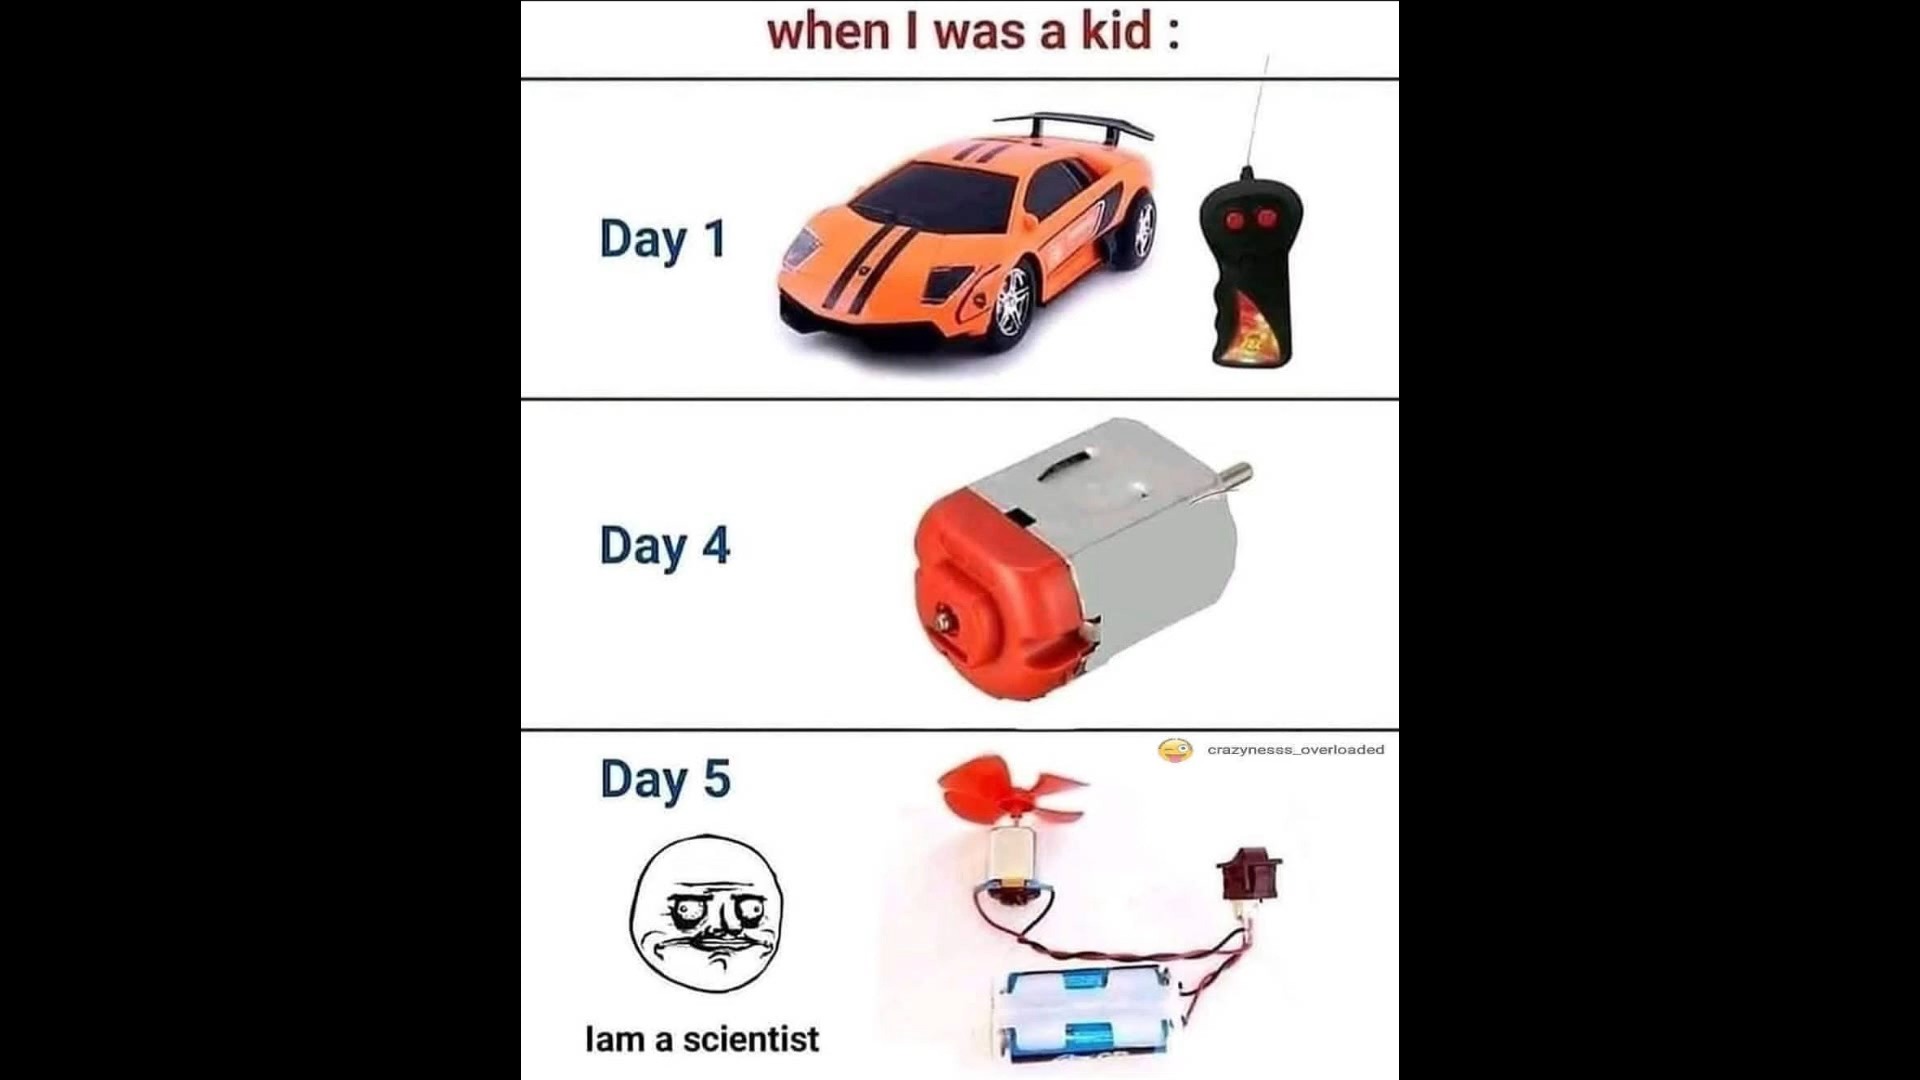 when I was a kid :
Day 1
Day 4
crazynesss_overloaded
Day 5
Iam a scientist